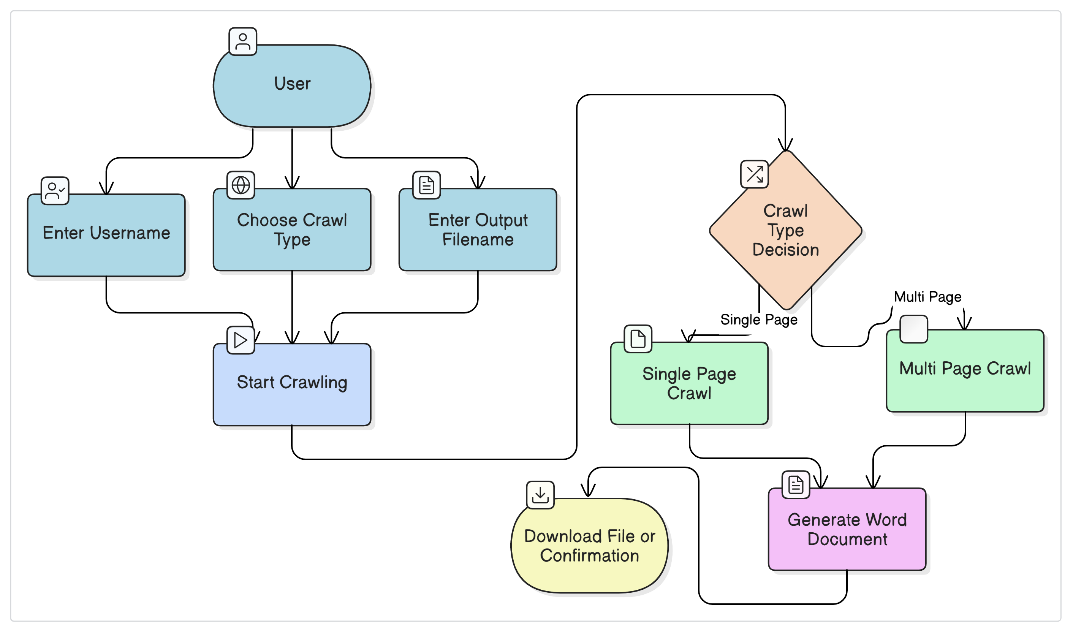 User
Enter Username
Choose Crawl
Type
Enter Output
Filename
Start Crawling
Crawl
Type
Decision
Single Page
Multi Page
Single Page
Crawl
Multi Page Crawl
Generate Word
Document
Download File or
Confirmation